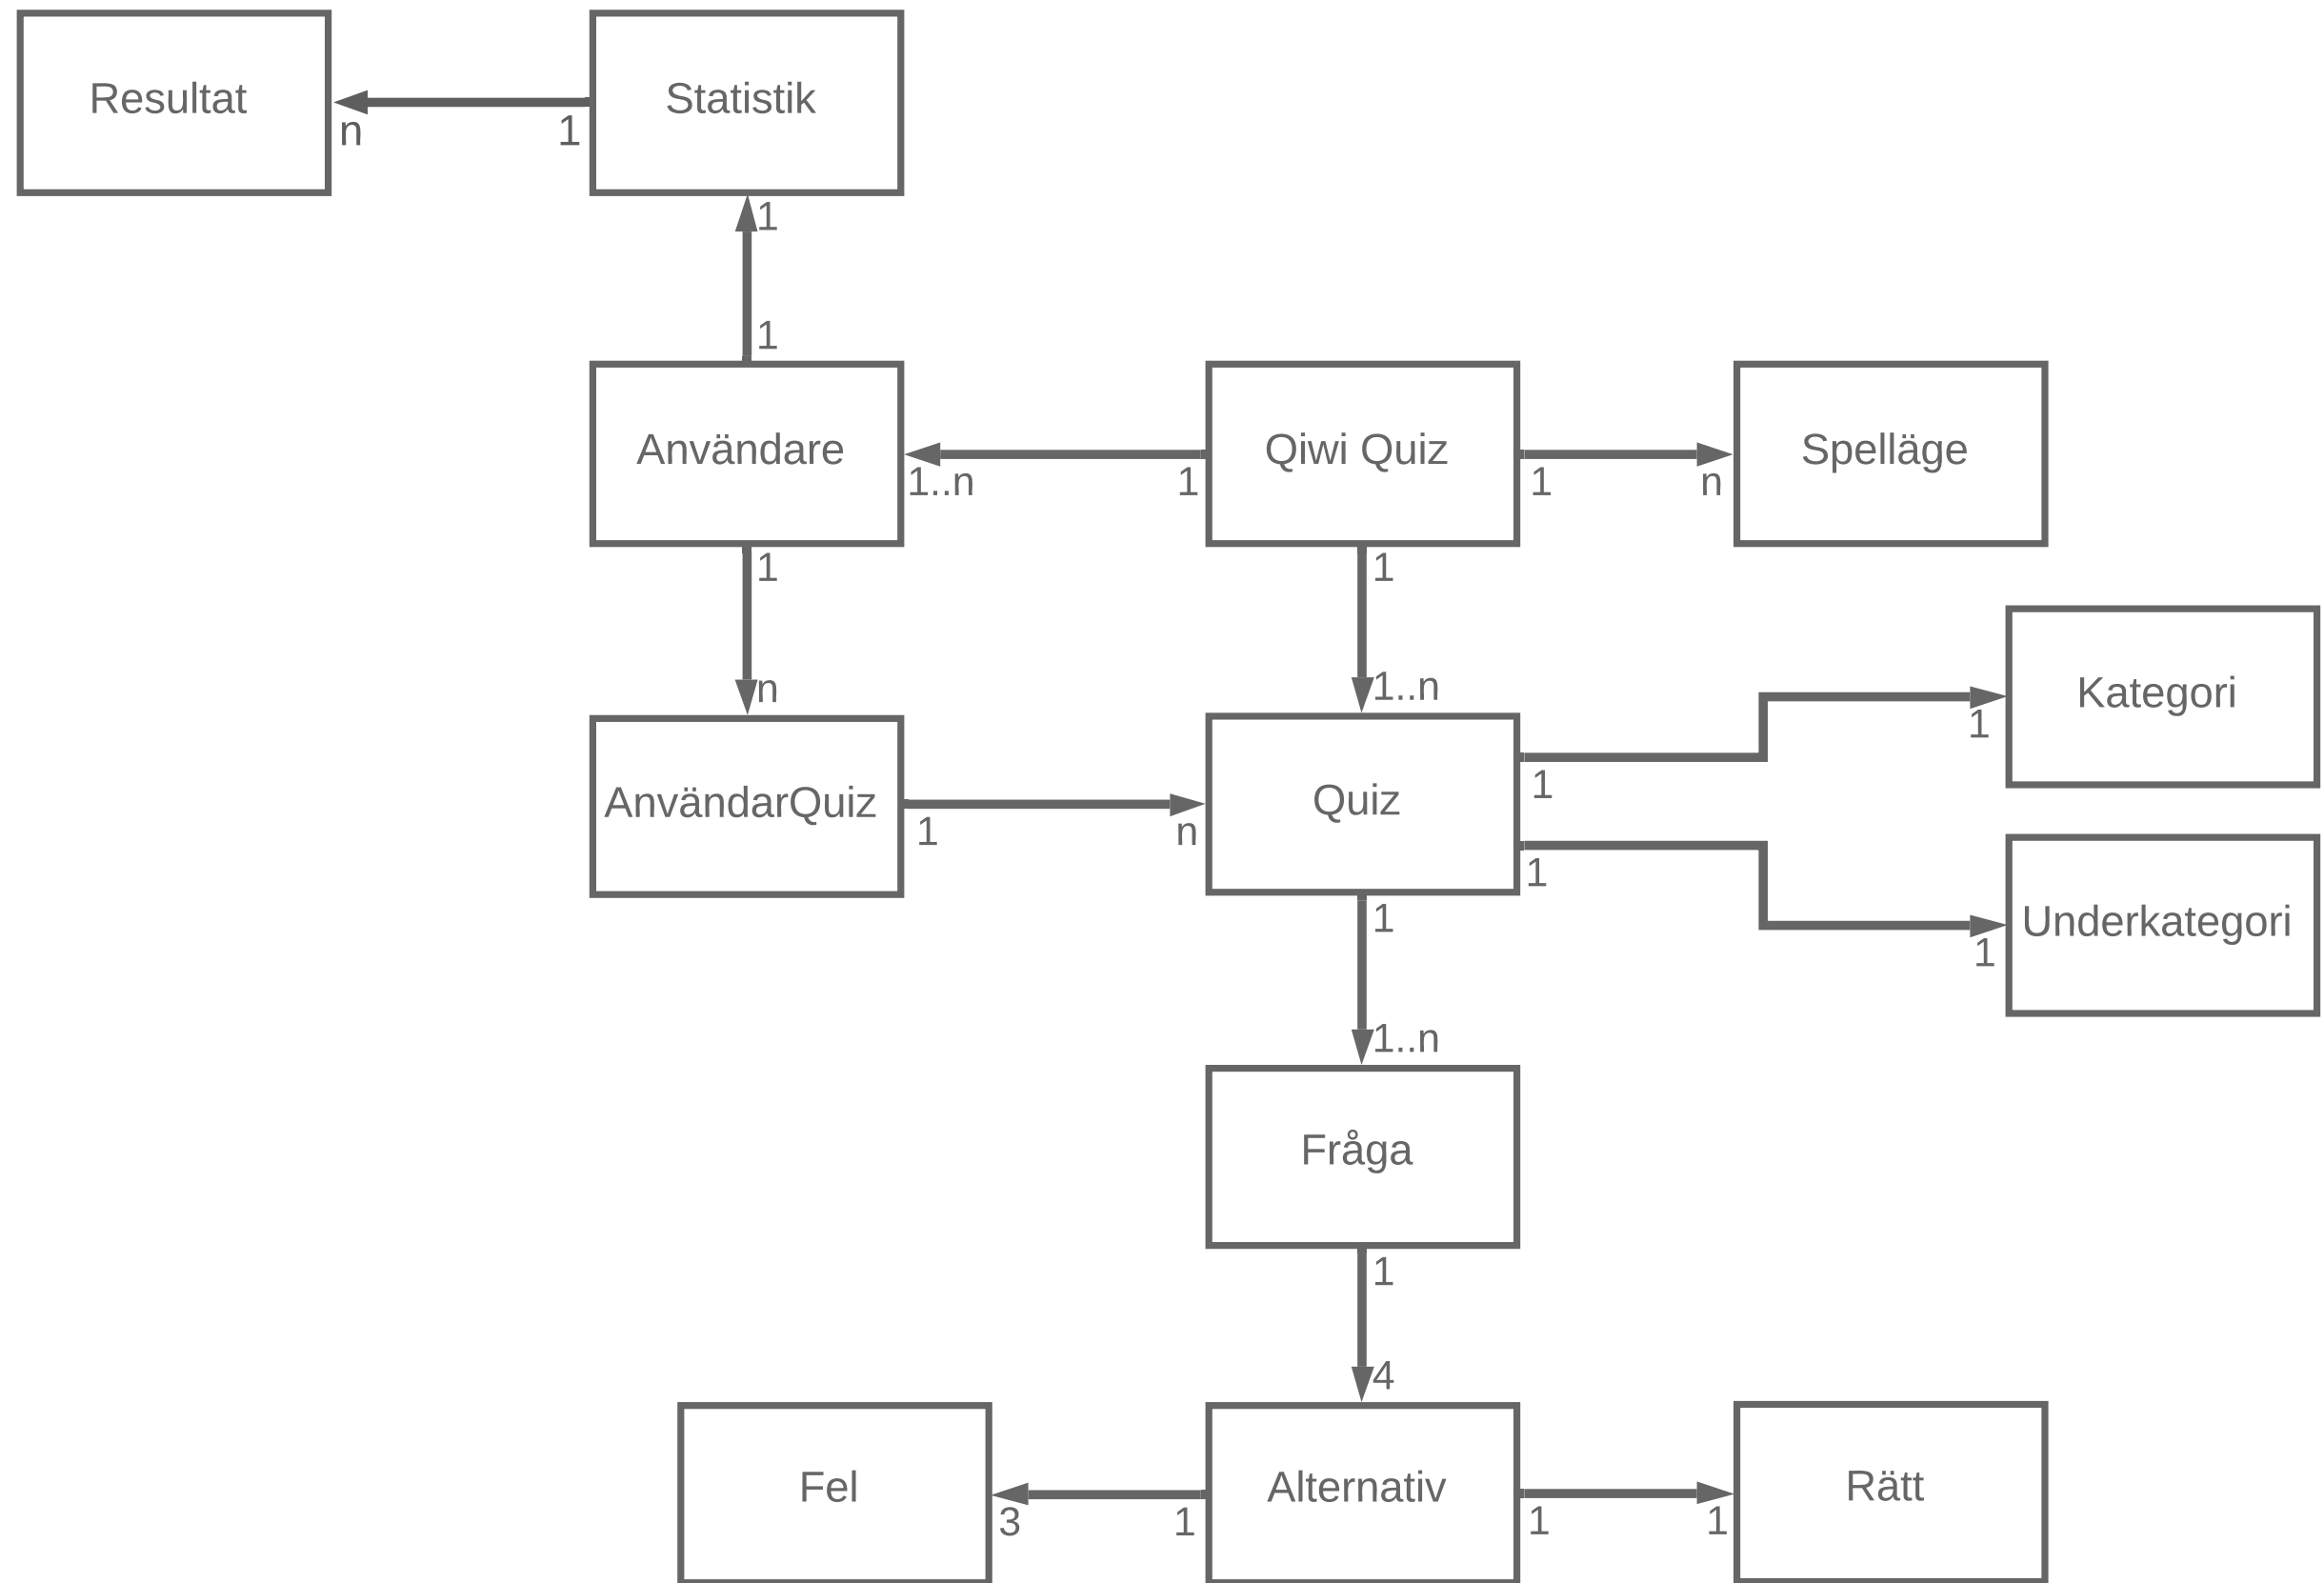 Resultat
Statistik
n
1
1
1
Användare
Qiwi Quiz
Spelläge
1..n
1
1
n
1
1
n
1..n
Kategori
1
AnvändarQuiz
Quiz
1
1
n
1
Underkategori
1
1
1..n
Fråga
1
4
Fel
Alternativ
Rätt
3
1
1
1